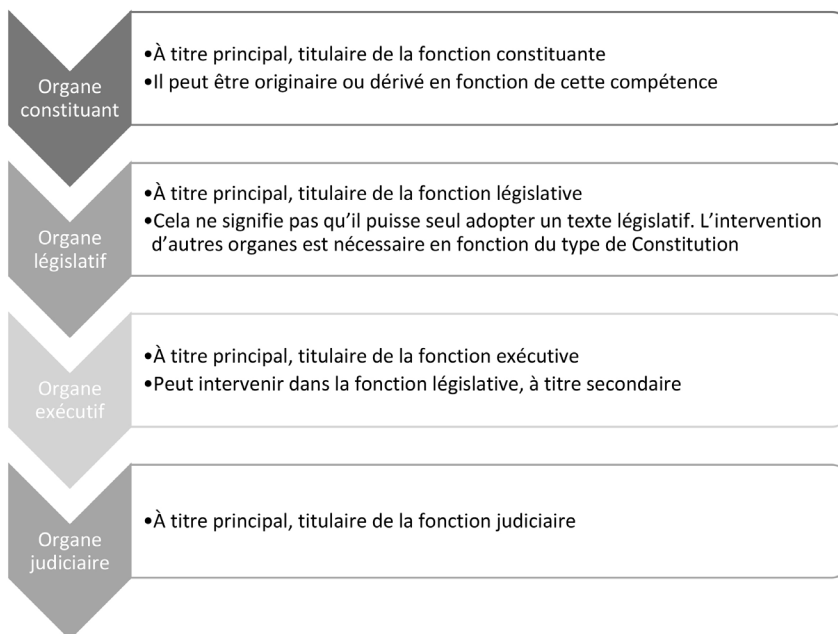 Organe
constituant
•À titre principal, titulaire de la fonction constituante
•Il peut être originaire ou dérivé en fonction de cette compétence
Organe
législatif
•À titre principal, titulaire de la fonction législative
•Cela ne signifie pas qu’il puisse seul adopter un texte législatif. L’intervention
d’autres organes est nécessaire en fonction du type de Constitution
Organe
exécutif
•À titre principal, titulaire de la fonction exécutive
•Peut intervenir dans la fonction législative, à titre secondaire
Organe
judiciaire
•À titre principal, titulaire de la fonction judiciaire